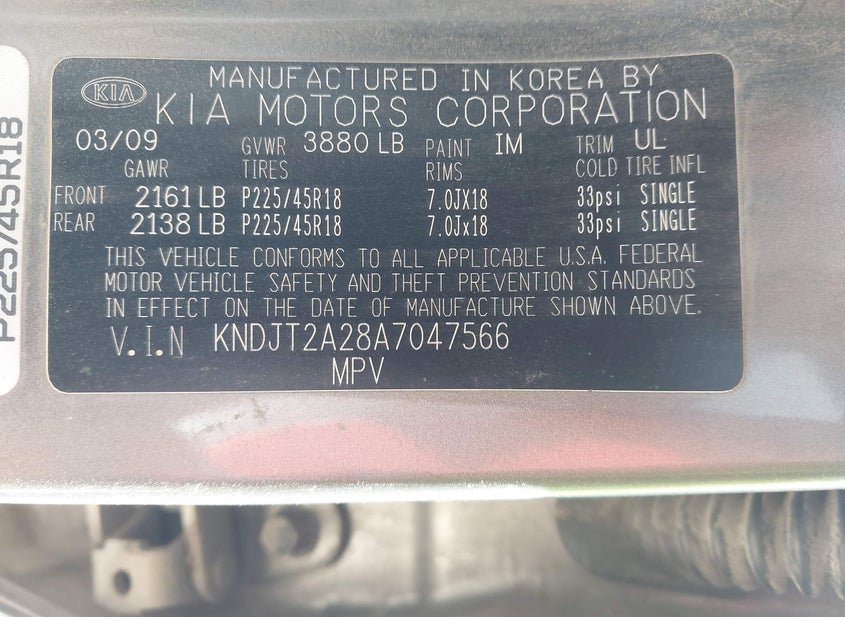 KIA
MANUFACTURED IN KOREA BY
KIA MOTORS CORPORATION
03/09 GVWR 3880 LB PAINT IM TRIM UL
GAWR TIRES RIMS COLD TIRE INFL
FRONT 2161 LB P225/45R18 7.0JX18 33psi SINGLE
REAR 2138 LB P225/45R18 7.0Jx18 33psi SINGLE
THIS VEHICLE CONFORMS TO ALL APPLICABLE U.S.A. FEDERAL
MOTOR VEHICLE SAFETY AND THEFT PREVENTION STANDARDS
IN EFFECT ON THE DATE OF MANUFACTURE SHOWN ABOVE.
V.I.N KNDJT2A28A7047566
MPV
P225/45R18